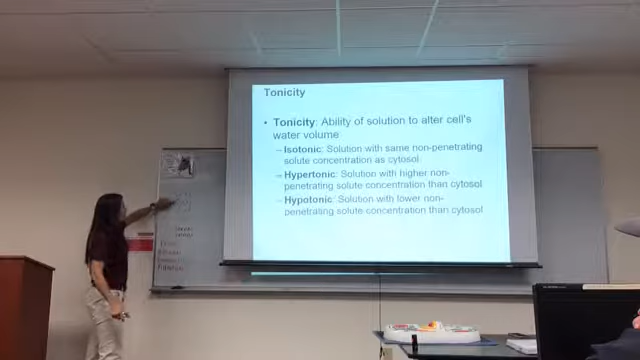 Tonicity
• Tonicity: Ability of solution to alter cell's
water volume
– Isotonic: Solution with same non-penetrating
solute concentration as cytosol
– Hypertonic: Solution with higher non-
penetrating solute concentration than cytosol
– Hypotonic: Solution with lower non-
penetrating solute concentration than cytosol